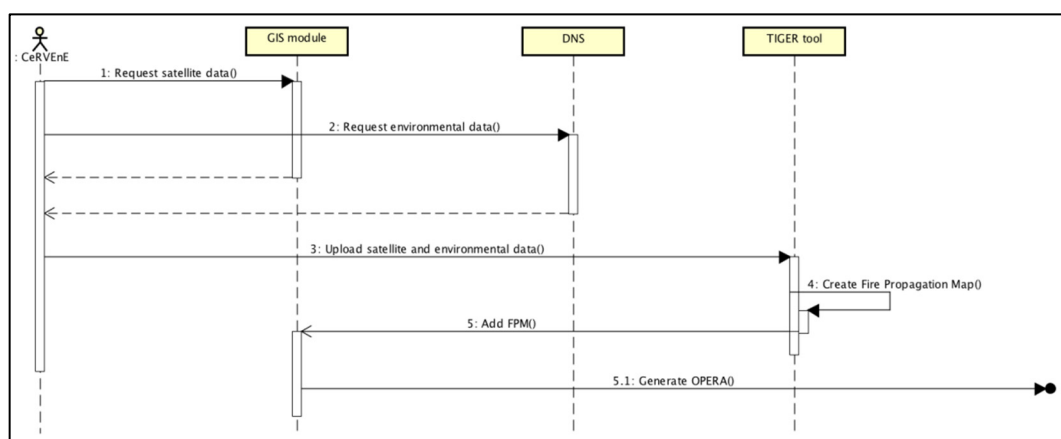 : CeRVEnE
GIS module
DNS
TIGER tool
1: Request satellite data()
2: Request environmental data()
3: Upload satellite and environmental data()
4: Create Fire Propagation Map()
5: Add FPM()
5.1: Generate OPERA()